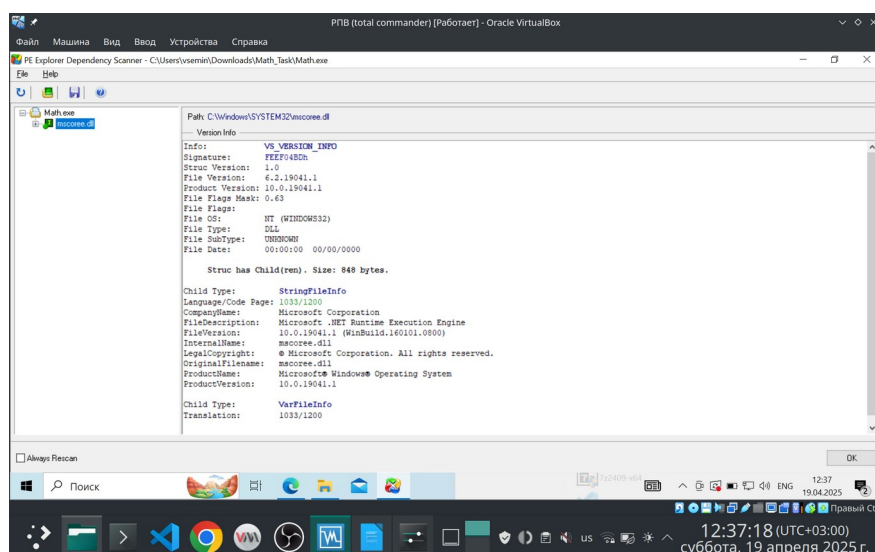 РПВ (total commander) [Работает] - Oracle VirtualBox
Файл Машина Вид Ввод Устройства Справка
PE Explorer Dependency Scanner - C:\Users\vsemin\Downloads\Math_Task\Math.exe
File Help
Math.exe
mscoree.dll
Path: C:\Windows\SYSTEM32\mscoree.dll
Version Info
Info: VS_VERSION_INFO
Signature: FEEF04BDh
Struc Version: 1.0
File Version: 6.2.19041.1
Product Version: 10.0.19041.1
File Flags Mask: 0.63
File Flags:
File OS: NT (WINDOWS32)
File Type: DLL
File SubType: UNKNOWN
File Date: 00:00:00 00/00/0000
Struc has Child(ren). Size: 848 bytes.
Child Type: StringFileInfo
Language/Code Page: 1033/1200
CompanyName: Microsoft Corporation
FileDescription: Microsoft .NET Runtime Execution Engine
FileVersion: 10.0.19041.1 (WinBuild.160101.0800)
InternalName: mscoree.dll
LegalCopyright: © Microsoft Corporation. All rights reserved.
OriginalFilename: mscoree.dll
ProductName: Microsoft® Windows® Operating System
ProductVersion: 10.0.19041.1
Child Type: VarFileInfo
Translation: 1033/1200
Always Rescan
OK
Поиск
7z2409-x64
ENG
12:37
19.04.2025
2
Правый Ct
us
12:37:18 (UTC+03:00)
суббота, 19 апреля 2025 г.